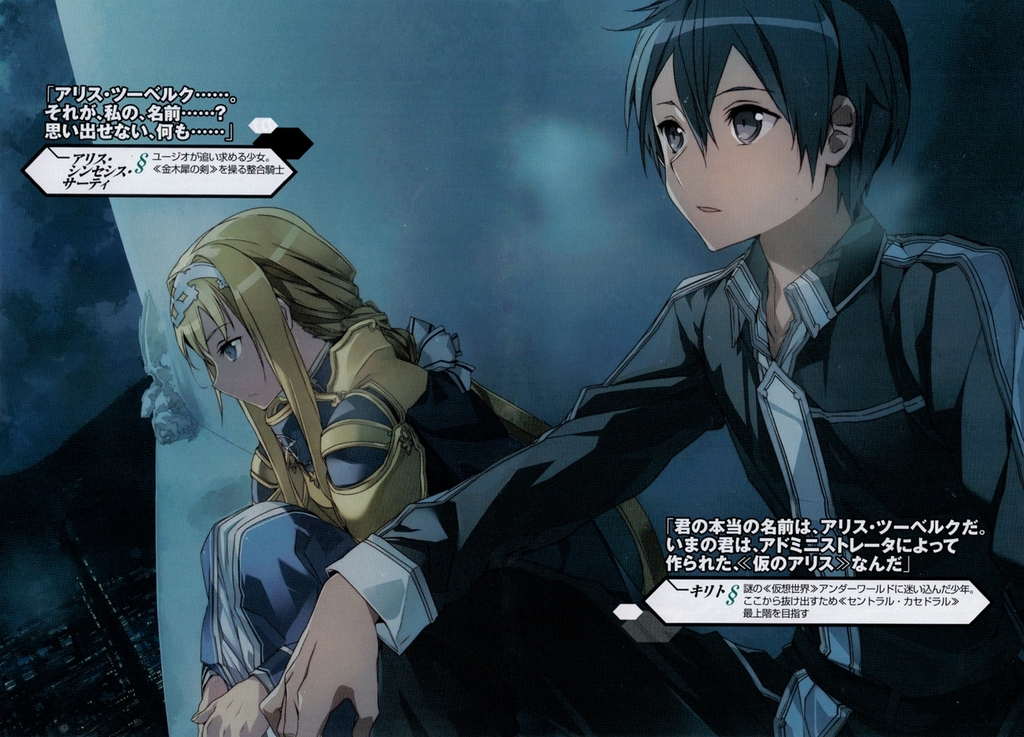 「アリス・ツーベルク……。
それが、私の、名前……?
思い出せない、何も……」
アリス・
シンセシス・
サーティ
§
ユージオが追い求める少女。
≪金木犀の剣≫を操る整合騎士
「君の本当の名前は、アリス・ツーベルクだ。
いまの君は、アドミニストレータによって
作られた、≪仮のアリス≫なんだ」
キリト§
謎の≪仮想世界≫アンダーワールドに迷い込んだ少年。
ここから抜け出すため≪セントラル・カセドラル≫
最上階を目指す